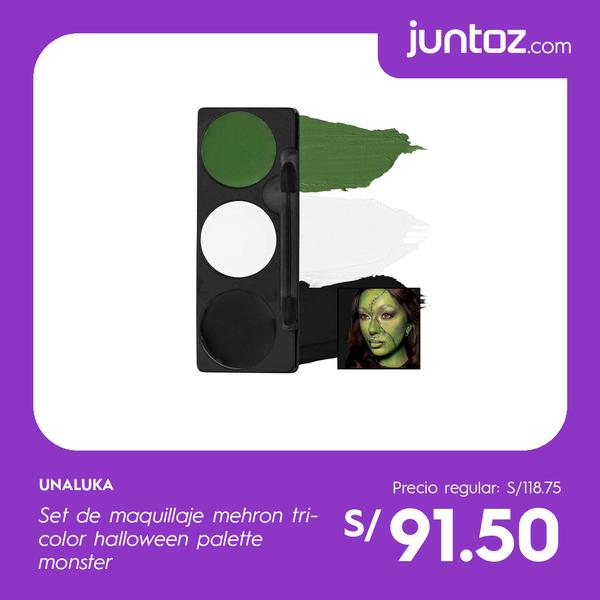 juntoz.com
UNALUKA
Set de maquillaje mehron tri-
color halloween palette
monster
Precio regular: S/118.75
S/91.50